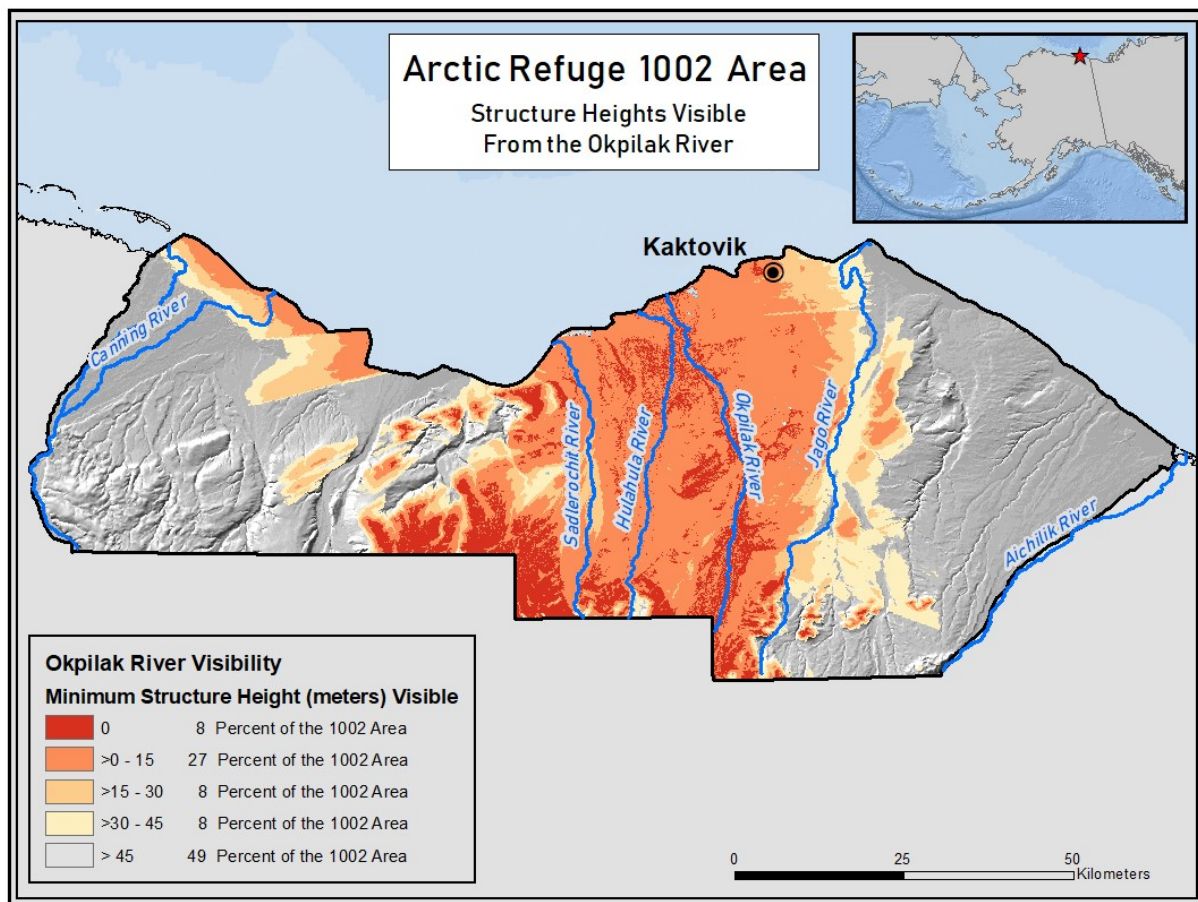 Arctic Refuge 1002 Area
Structure Heights Visible
From the Okpilak River
Kaktovik
Canning River
Sadlerochit River
Hulahula River
Okpilak River
Jago River
Aichilik River
Okpilak River Visibility
Minimum Structure Height (meters) Visible
0 8 Percent of the 1002 Area
>0 - 15 27 Percent of the 1002 Area
>15 - 30 8 Percent of the 1002 Area
>30 - 45 8 Percent of the 1002 Area
> 45 49 Percent of the 1002 Area
0 25 50
Kilometers